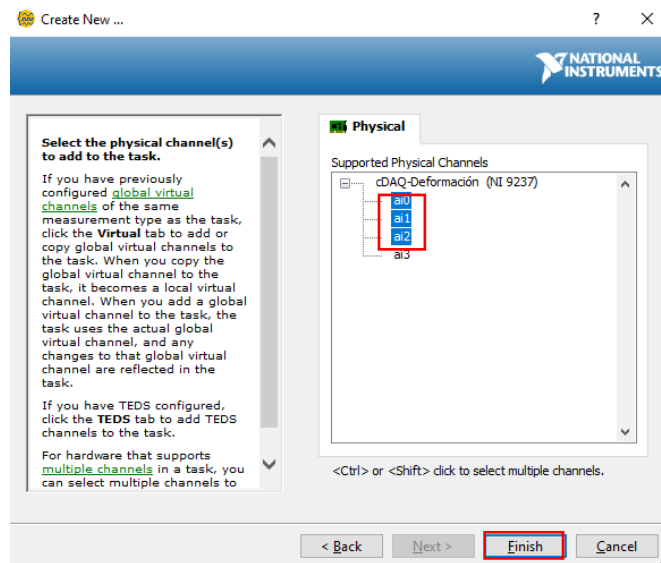 Create New ...
NATIONAL
INSTRUMENTS
Select the physical channel(s)
to add to the task.
If you have previously
configured global virtual
channels of the same
measurement type as the task,
click the Virtual tab to add or
copy global virtual channels to
the task. When you copy the
global virtual channel to the
task, it becomes a local virtual
channel. When you add a global
virtual channel to the task, the
task uses the actual global
virtual channel, and any
changes to that global virtual
channel are reflected in the
task.
If you have TEDS configured,
click the TEDS tab to add TEDS
channels to the task.
For hardware that supports
multiple channels in a task, you
can select multiple channels to
Physical
Supported Physical Channels
cDAQ-Deformación (NI 9237)
ai0
ai1
ai2
ai3
<Ctrl> or <Shift> click to select multiple channels.
< Back
Next >
Finish
Cancel